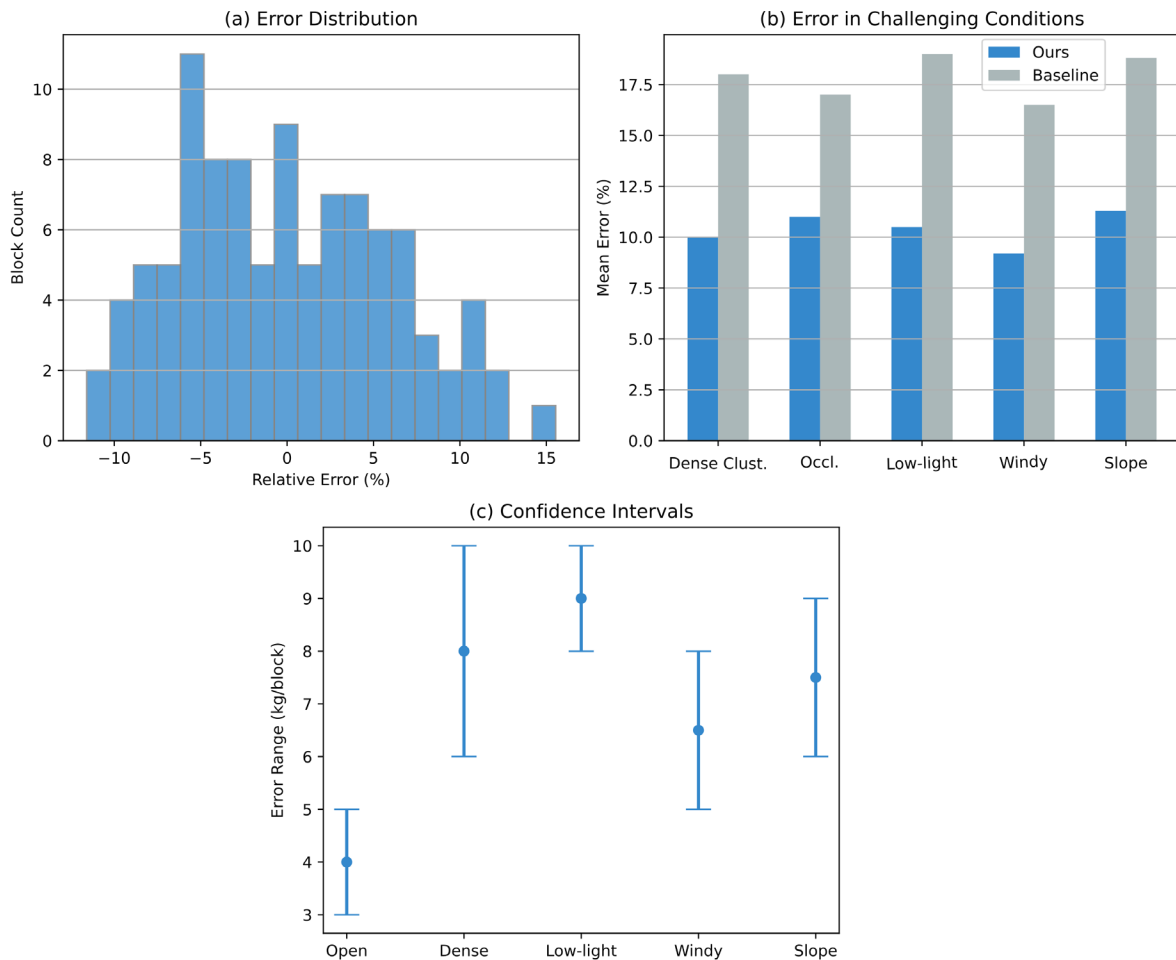 (a) Error Distribution
Block Count
10
8
6
4
2
0
−10
−5
0
5
10
15
Relative Error (%)
(b) Error in Challenging Conditions
Ours
Baseline
Mean Error (%)
17.5
15.0
12.5
10.0
7.5
5.0
2.5
0.0
Dense Clust.
Occl.
Low-light
Windy
Slope
(c) Confidence Intervals
Error Range (kg/block)
10
9
8
7
6
5
4
3
Open
Dense
Low-light
Windy
Slope